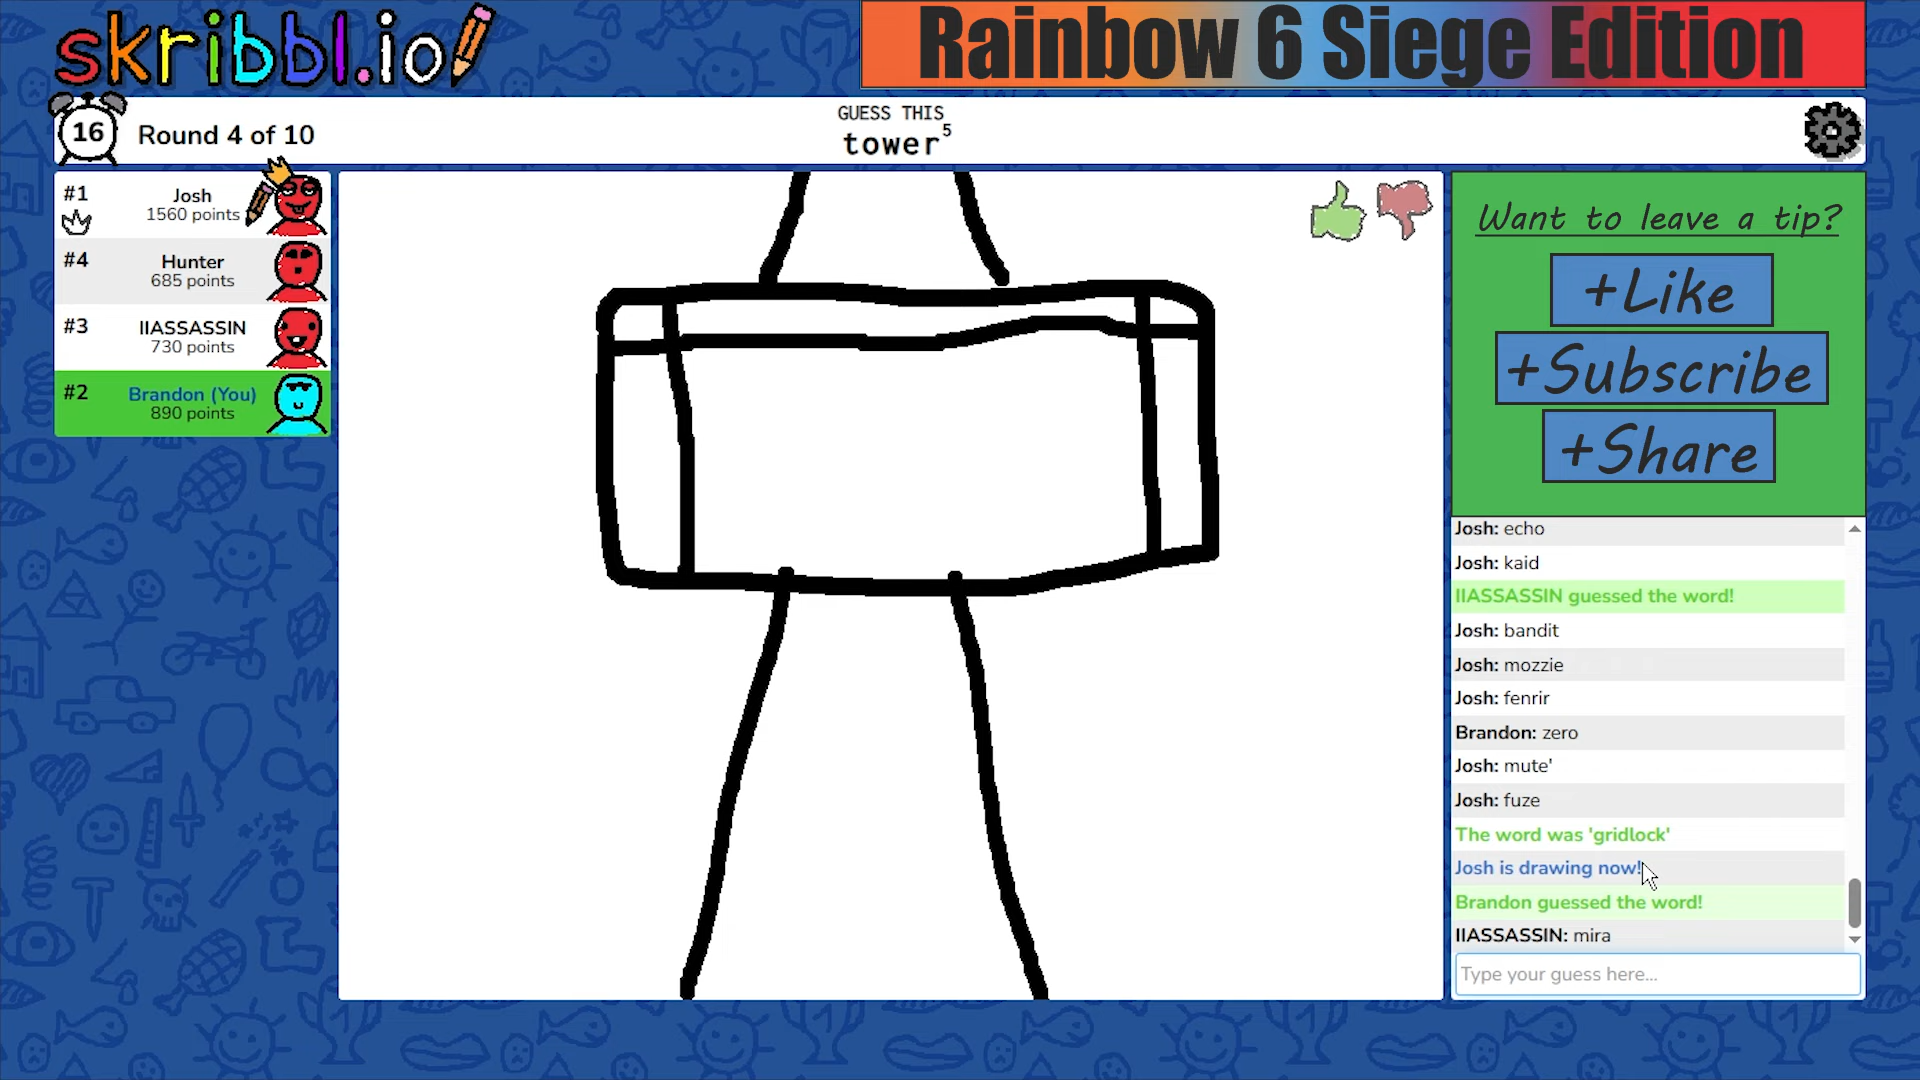 skribbl.io
Rainbow 6 Siege Edition
16
Round 4 of 10
GUESS THIS
tower5
#1
Josh
1560 points
#4
Hunter
685 points
#3
IIASSASSIN
730 points
#2
Brandon (You)
890 points
Want to leave a tip?
+Like
+Subscribe
+Share
Josh: echo
Josh: kaid
IIASSASSIN guessed the word!
Josh: bandit
Josh: mozzie
Josh: fenrir
Brandon: zero
Josh: mute'
Josh: fuze
The word was 'gridlock'
Josh is drawing now!
Brandon guessed the word!
IIASSASSIN: mira
Type your guess here...